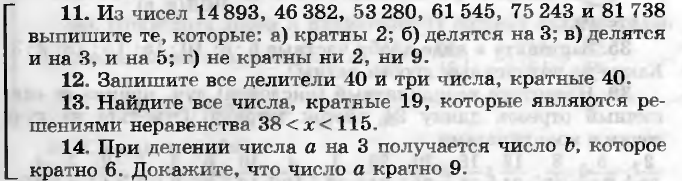 11. Из чисел 14 893, 46 382, 53 280, 61 545, 75 243 и 81 738
выпишите те, которые: а) кратны 2; б) делятся на 3; в) делятся
и на 3, и на 5; г) не кратны ни 2, ни 9.
12. Запишите все делители 40 и три числа, кратные 40.
13. Найдите все числа, кратные 19, которые являются ре-
шениями неравенства 38<x<115.
14. При делении числа a на 3 получается число b, которое
кратно 6. Докажите, что число a кратно 9.